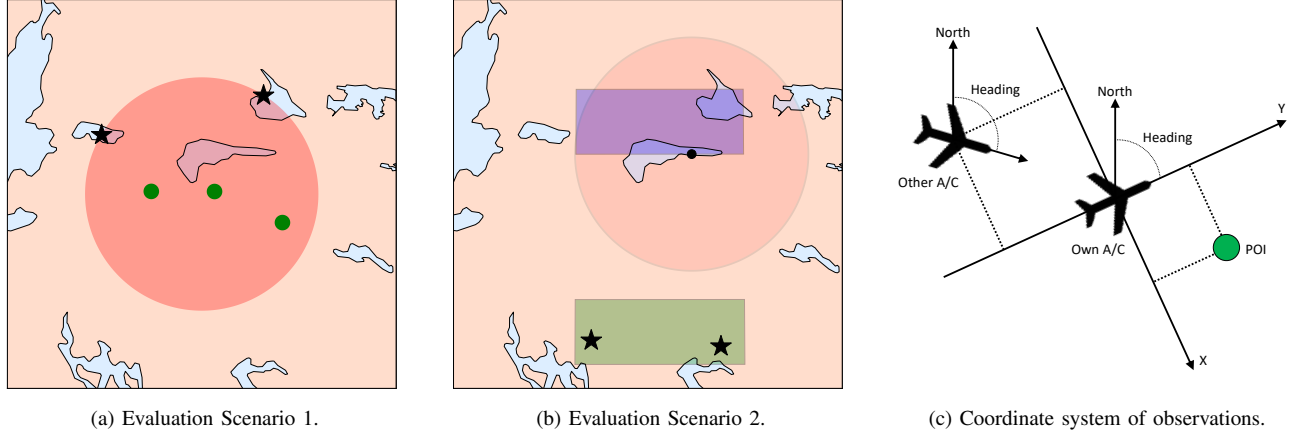 North
North
Heading
Y
Heading
Other A/C
Own A/C
POI
X
(a) Evaluation Scenario 1.
(b) Evaluation Scenario 2.
(c) Coordinate system of observations.